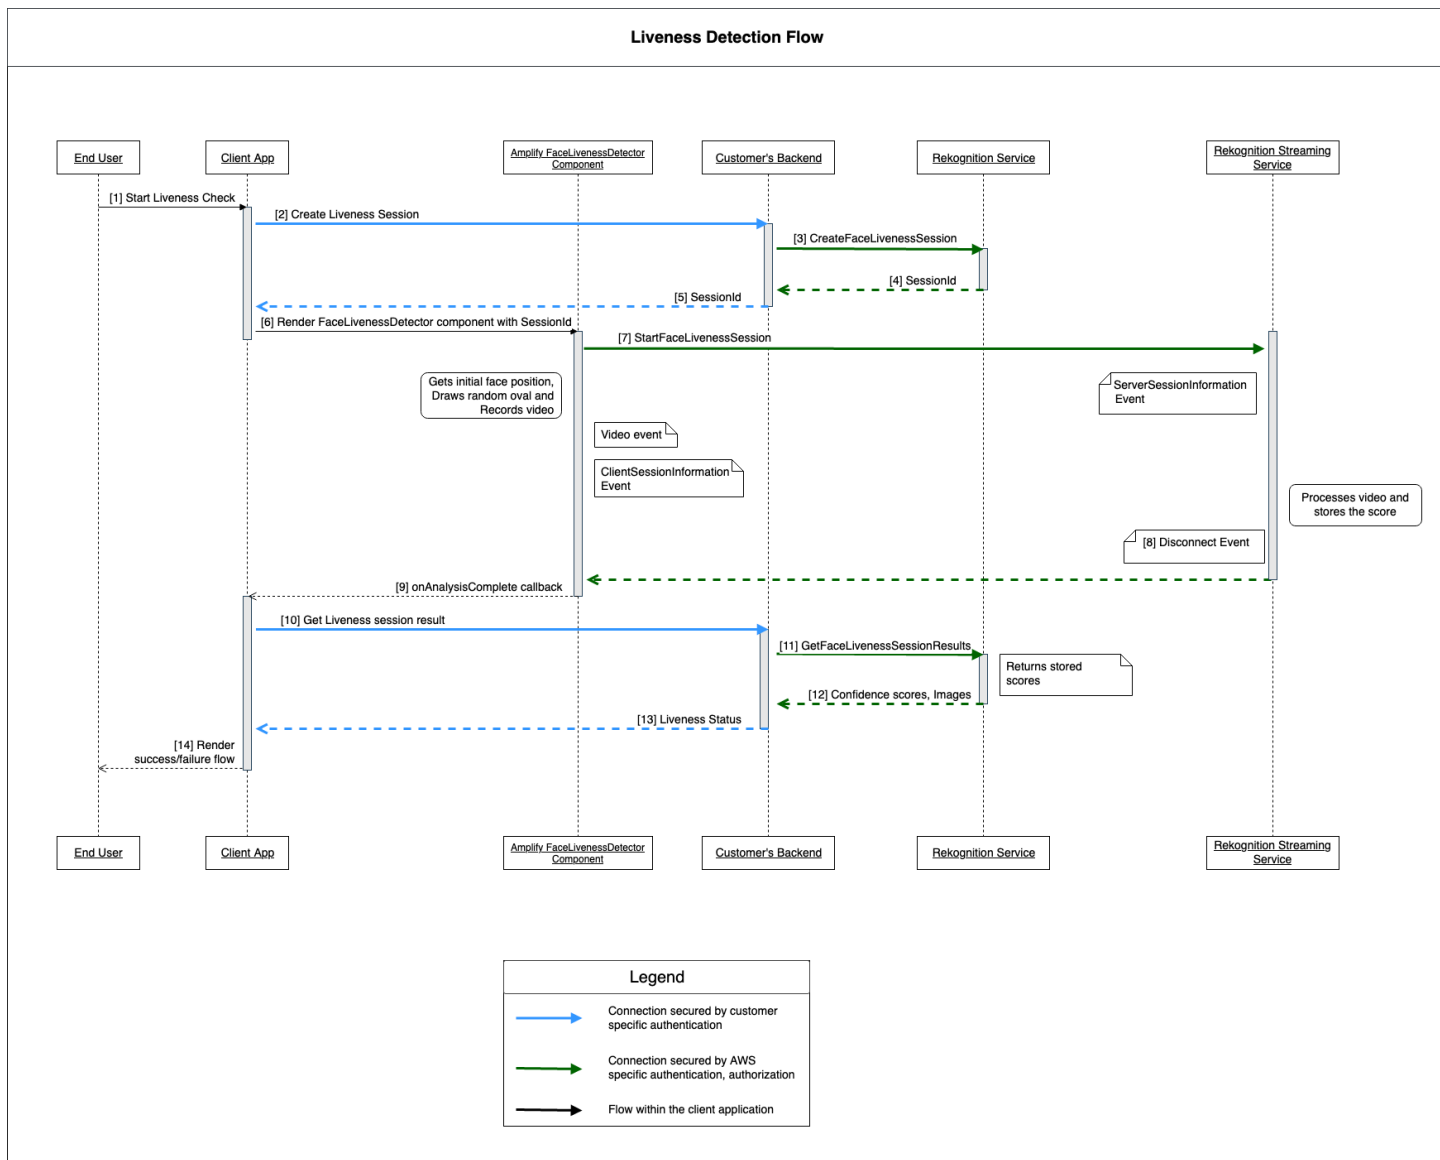 Liveness Detection Flow
End User
Client App
Amplify FaceLivenessDetector
Component
Customer's Backend
Rekognition Service
Rekognition Streaming
Service
[1] Start Liveness Check
[2] Create Liveness Session
[3] CreateFaceLivenessSession
[4] SessionId
[5] SessionId
[6] Render FaceLivenessDetector component with SessionId
[7] StartFaceLivenessSession
Gets initial face position,
Draws random oval and
Records video
ServerSessionInformation
Event
Video event
ClientSessionInformation
Event
Processes video and
stores the score
[8] Disconnect Event
[9] onAnalysisComplete callback
[10] Get Liveness session result
[11] GetFaceLivenessSessionResults
Returns stored
scores
[12] Confidence scores, Images
[13] Liveness Status
[14] Render
success/failure flow
End User
Client App
Amplify FaceLivenessDetector
Component
Customer's Backend
Rekognition Service
Rekognition Streaming
Service
Legend
Connection secured by customer
specific authentication
Connection secured by AWS
specific authentication, authorization
Flow within the client application